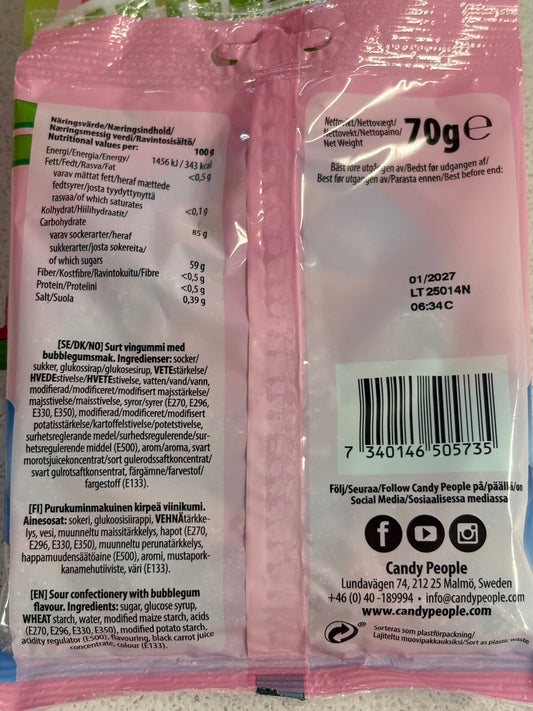 Näringsvärde/Næringsindhold/
Næringsmessig verdi/Ravintosisältö/
Nutritional values per: 100 g
Energi/Energia/Energy/ 1456 kJ / 343 kcal
Fett/Fedt/Rasva/Fat <0,5 g
varav mättat fett/heraf mættede
fedtsyrer/josta tyydyttynyttä
rasvaa/of which saturates <0,1 g
Kolhydrat/Hiilihydraatit/
Carbohydrate 85 g
varav sockerarter/heraf
sukkerarter/josta sokereita/
of which sugars 59 g
Fiber/Kostfibre/Ravintokuitu/Fibre <0,5 g
Protein/Proteiini <0,5 g
Salt/Suola 0,39 g
[SE/DK/NO] Surt vingummi med
bubblegumsmak. Ingredienser: socker/
sukker, glukossirap/glukosesirup, VETEstärkelse/
HVEDEstivelse/HVETEstivelse, vatten/vand/vann,
modifierad/modificeret/modifisert majsstärkelse/
majsstivelse/maisstivelse, syror/syrer (E270, E296,
E330, E350), modifierad/modificeret/modifisert
potatisstärkelse/kartoffelstivelse/potetstivelse,
surhetsreglerande medel/surhedsregulerende/sur-
hetsregulerende middel (E500), arom/aroma, svart
morotsjuicekoncentrat/sort gulerodssaftkoncentrat/
svart gulrotsaftkonsentrat, färgämne/farvestof/
fargestoff (E133).
[FI] Purukuminmakuinen kirpeä viinikumi.
Ainesosat: sokeri, glukoosisiirappi, VEHNÄtärkke-
lys, vesi, muunneltu maissitärkkelys, hapot (E270,
E296, E330, E350), muunneltu perunatärkkelys,
happamuudensäätöaine (E500), aromi, mustapork-
kanamehutiiviste, väri (E133).
[EN] Sour confectionery with bubblegum
flavour. Ingredients: sugar, glucose syrup,
WHEAT starch, water, modified maize starch, acids
(E270, E296, E330, E350), modified potato starch.
acidity regulator (E500), flavouring, black carrot juice
concentrate, colour (E133).
Nettovikt/Nettovægt/
Nettovekt/Nettopaino/
Net Weight 70g ℮
Bäst före utgången av/Bedst før udgangen af/
Best før utgangen av/Parasta ennen/Best before end:
01/2027
LT25014N
06:34C
7 340146 505735
Följ/Seuraa/Follow Candy People på/päällä/on
Social Media/Sosiaalisessa mediassa
Candy People
Lundavägen 74, 212 25 Malmö, Sweden
+46 (0) 40 -189994 • info@candypeople.com
www.candypeople.com
Sorteras som plastförpackning/
Lajiteltu muovipakkauksiksi/Sort as plastic waste